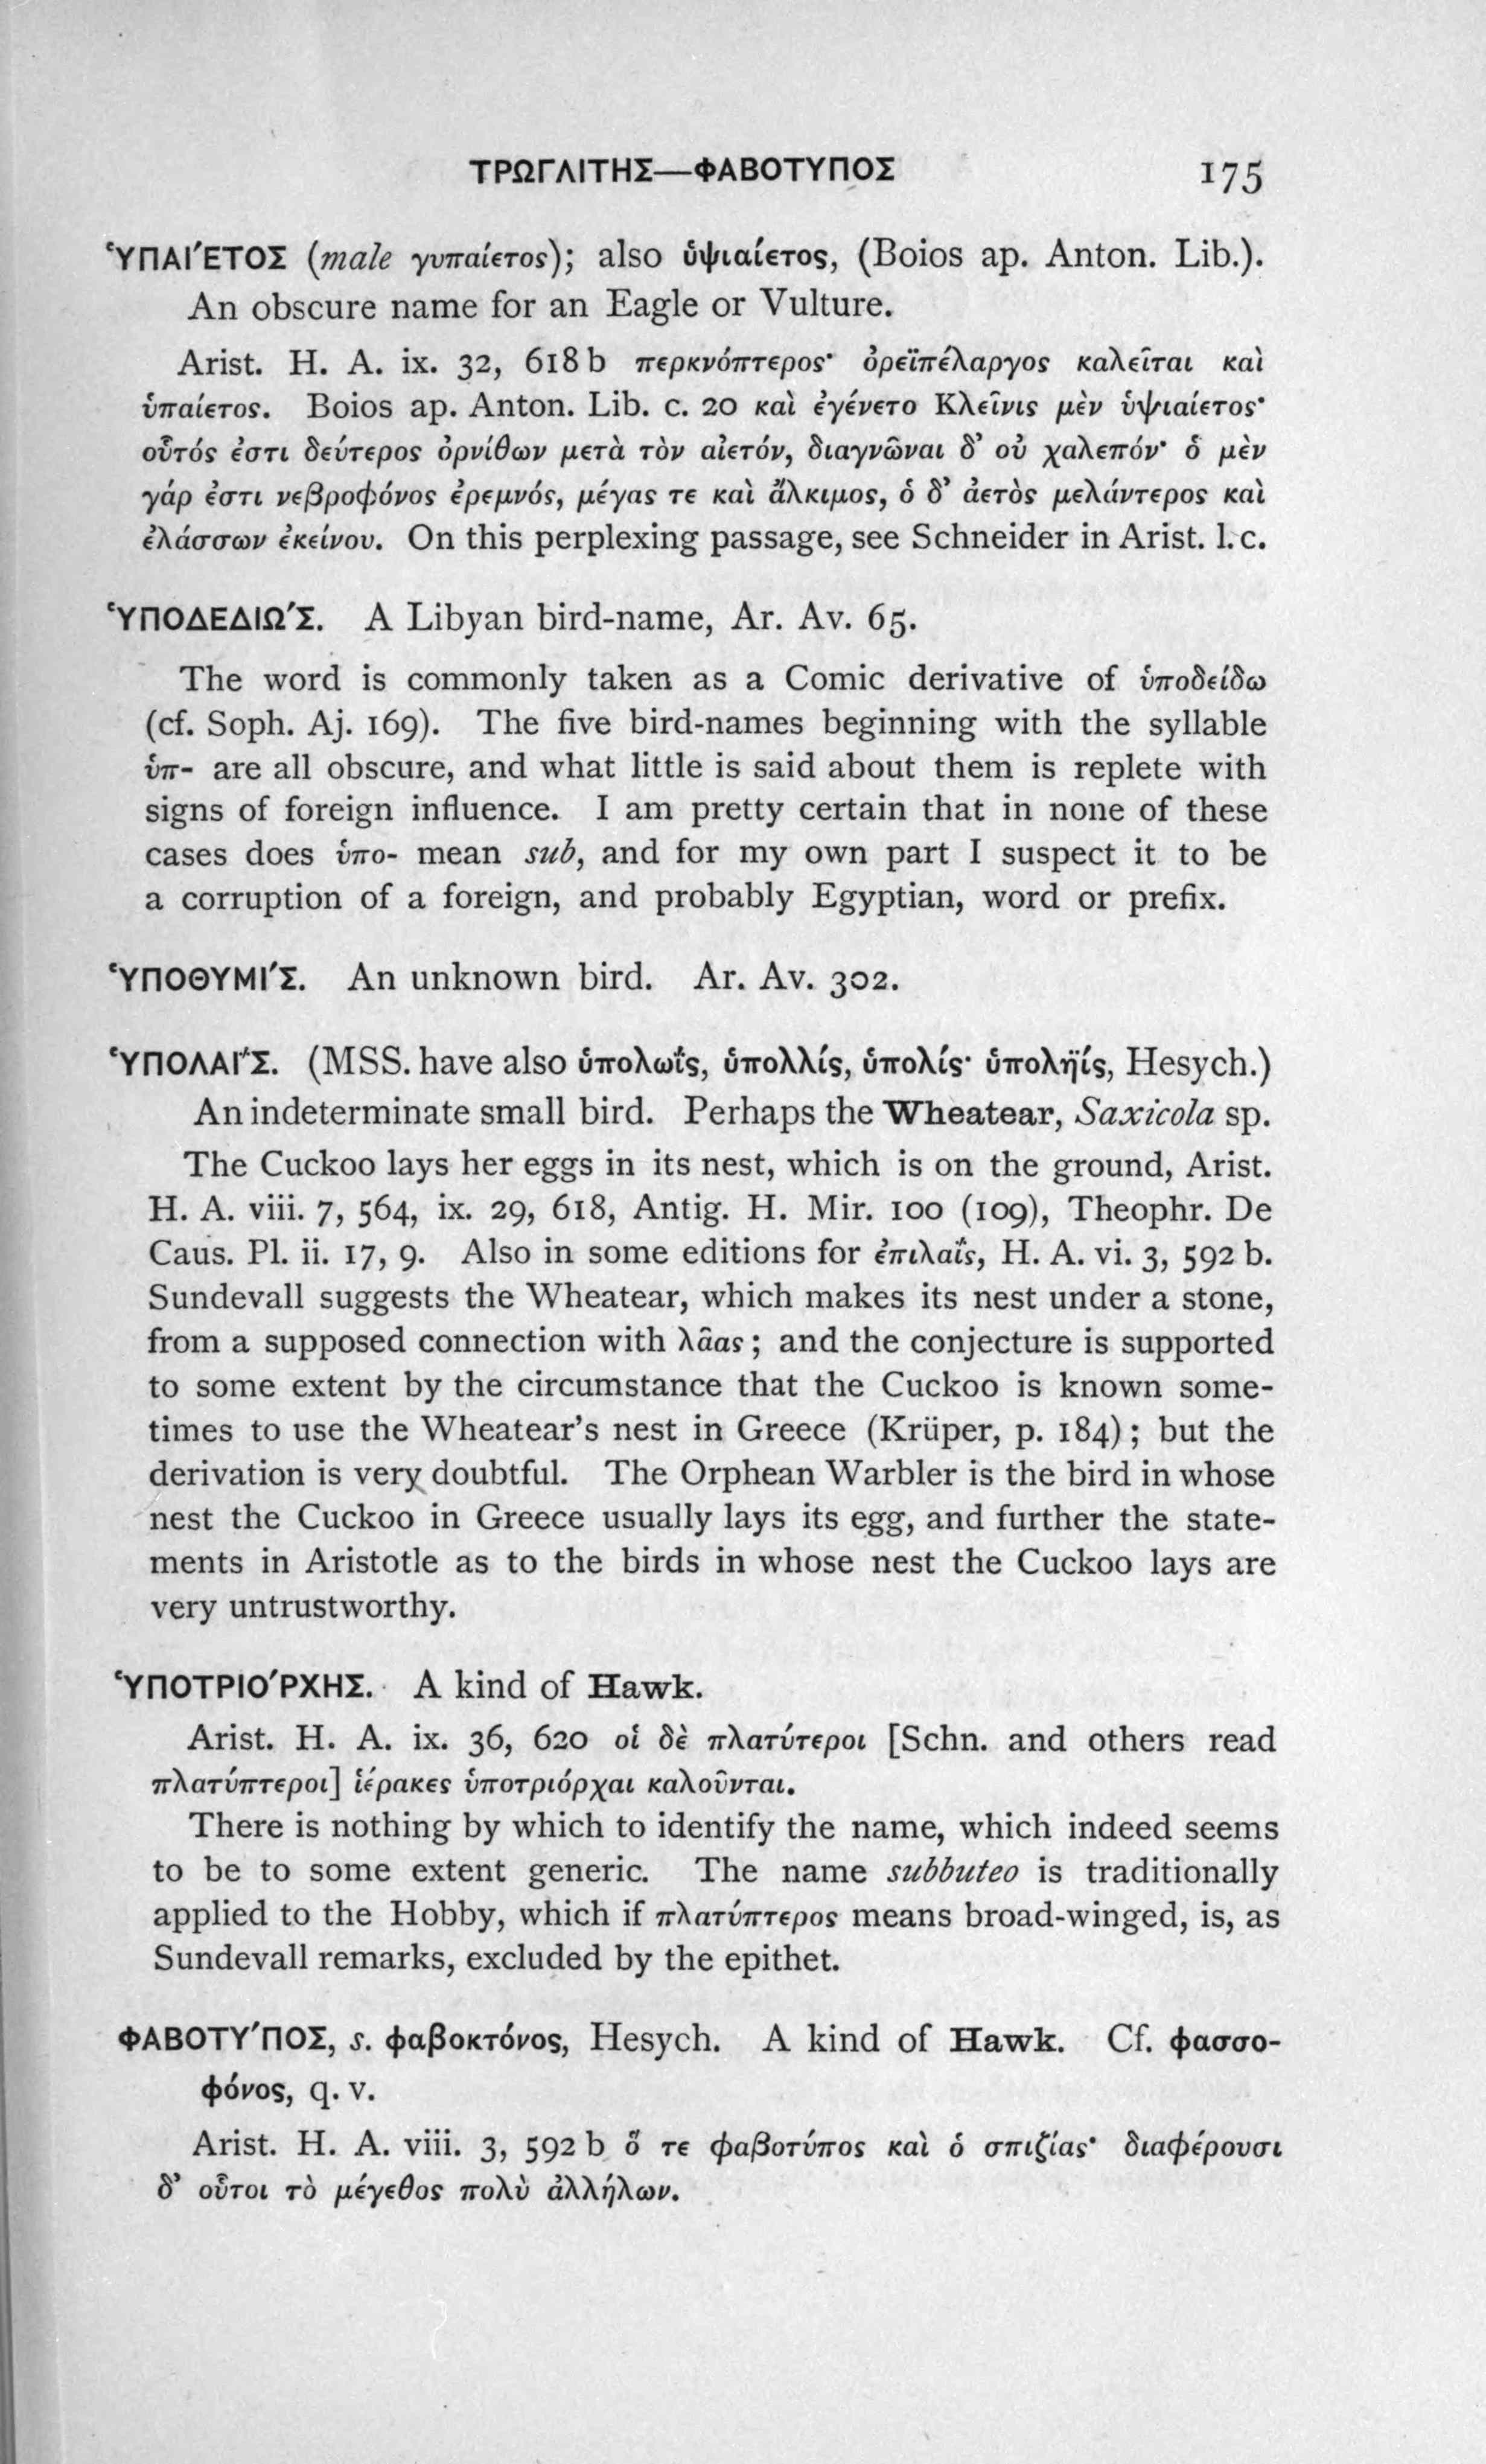 ΤΡΩΓΛΙΤΗΣ—ΦΑΒΟΤΥΠΟΣ 175
ὙΠΑΙ´ΕΤΟΣ (male γυπαίετος); also ὑψιαίετος, (Boios ap. Anton. Lib.).
An obscure name for an Eagle or Vulture.
Arist. H. A. ix. 32, 618 b περκνόπτερος· ὀρεϊπέλαργος καλεῖται καὶ
ὑπαίετος. Boios ap. Anton. Lib. c. 20 καὶ ἐγένετο Κλεῖνις μὲν ὑψιαίετος·
οὗτός ἐστι δεύτερος ὀρνίθων μετὰ τὸν αἰετόν, διαγνῶναι δ’ οὐ χαλεπόν· ὁ μὲν
γάρ ἐστι νεβροφόνος ἐρεμνός, μέγας τε καὶ ἄλκιμος, ὁ δ’ ἀετὸς μελάντερος καὶ
ἐλάσσων ἐκείνου. On this perplexing passage, see Schneider in Arist. l. c.
ὙΠΟΔΕΔΙΩ´Σ. A Libyan bird-name, Ar. Av. 65.
The word is commonly taken as a Comic derivative of ὑποδείδω
(cf. Soph. Aj. 169). The five bird-names beginning with the syllable
ὑπ- are all obscure, and what little is said about them is replete with
signs of foreign influence. I am pretty certain that in none of these
cases does ὑπο- mean sub, and for my own part I suspect it to be
a corruption of a foreign, and probably Egyptian, word or prefix.
ὙΠΟΘΥΜΙ´Σ. An unknown bird. Ar. Av. 302.
ὙΠΟΛΑΪ´Σ. (MSS. have also ὑπολωΐς, ὑπολλίς, ὑπολίς· ὑποληΐς, Hesych.)
An indeterminate small bird. Perhaps the Wheatear, Saxicola sp.
The Cuckoo lays her eggs in its nest, which is on the ground, Arist.
H. A. viii. 7, 564, ix. 29, 618, Antig. H. Mir. 100 (109), Theophr. De
Caus. Pl. ii. 17, 9. Also in some editions for ἐπιλαΐς, H. A. vi. 3, 592 b.
Sundevall suggests the Wheatear, which makes its nest under a stone,
from a supposed connection with λᾶας; and the conjecture is supported
to some extent by the circumstance that the Cuckoo is known some-
times to use the Wheatear's nest in Greece (Krüper, p. 184); but the
derivation is very doubtful. The Orphean Warbler is the bird in whose
nest the Cuckoo in Greece usually lays its egg, and further the state-
ments in Aristotle as to the birds in whose nest the Cuckoo lays are
very untrustworthy.
ὙΠΟΤΡΙΟ´ΡΧΗΣ. A kind of Hawk.
Arist. H. A. ix. 36, 620 οἱ δὲ πλατύτεροι [Schn. and others read
πλατύπτεροι] ἱέρακες ὑποτριόρχαι καλοῦνται.
There is nothing by which to identify the name, which indeed seems
to be to some extent generic. The name subbuteo is traditionally
applied to the Hobby, which if πλατύπτερος means broad-winged, is, as
Sundevall remarks, excluded by the epithet.
ΦΑΒΟΤΥ´ΠΟΣ, s. φαβοκτόνος, Hesych. A kind of Hawk. Cf. φασσο-
φόνος, q. v.
Arist. H. A. viii. 3, 592 b ὅ τε φαβοτύπος καὶ ὁ σπιζίας· διαφέρουσι
δ’ οὗτοι τὸ μέγεθος πολὺ ἀλλήλων.